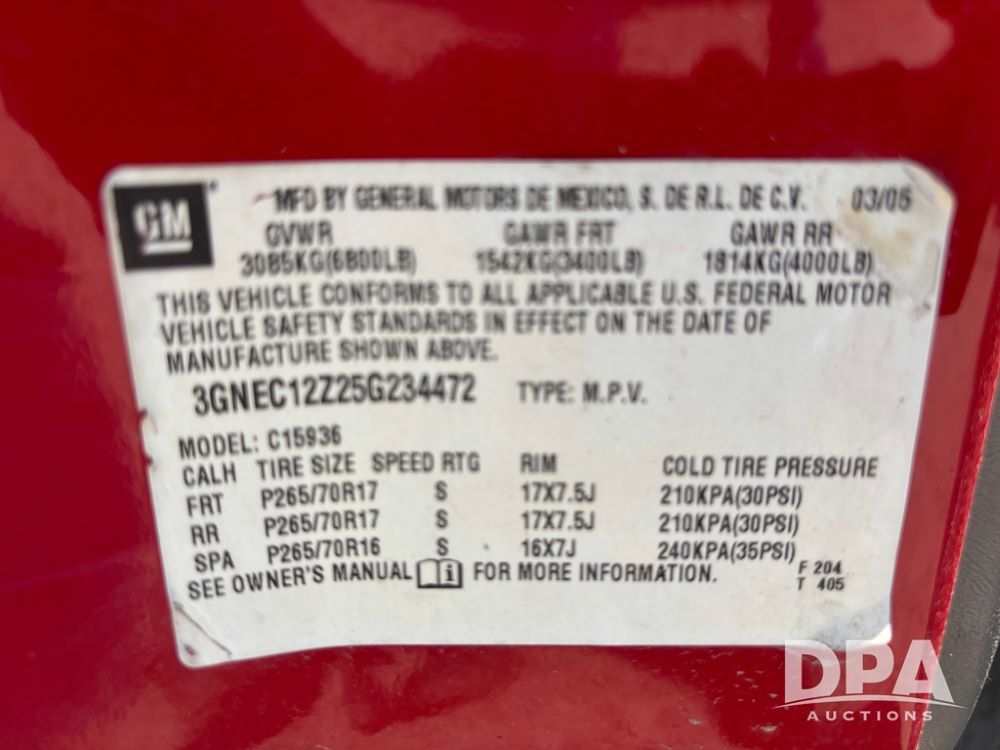 GM
MFD BY GENERAL MOTORS DE MEXICO, S. DE R.L. DE C.V. 03/05
GVWR GAWR FRT GAWR RR
3085KG(6800LB) 1542KG(3400LB) 1814KG(4000LB)
THIS VEHICLE CONFORMS TO ALL APPLICABLE U.S. FEDERAL MOTOR
VEHICLE SAFETY STANDARDS IN EFFECT ON THE DATE OF
MANUFACTURE SHOWN ABOVE.
3GNEC12Z25G234472 TYPE: M.P.V.
MODEL: C15936
CALH TIRE SIZE SPEED RTG RIM COLD TIRE PRESSURE
FRT P265/70R17 S 17X7.5J 210KPA(30PSI)
RR P265/70R17 S 17X7.5J 210KPA(30PSI)
SPA P265/70R16 S 16X7J 240KPA(35PSI)
SEE OWNER'S MANUAL i FOR MORE INFORMATION.
F 204
T 405
DPA
AUCTIONS